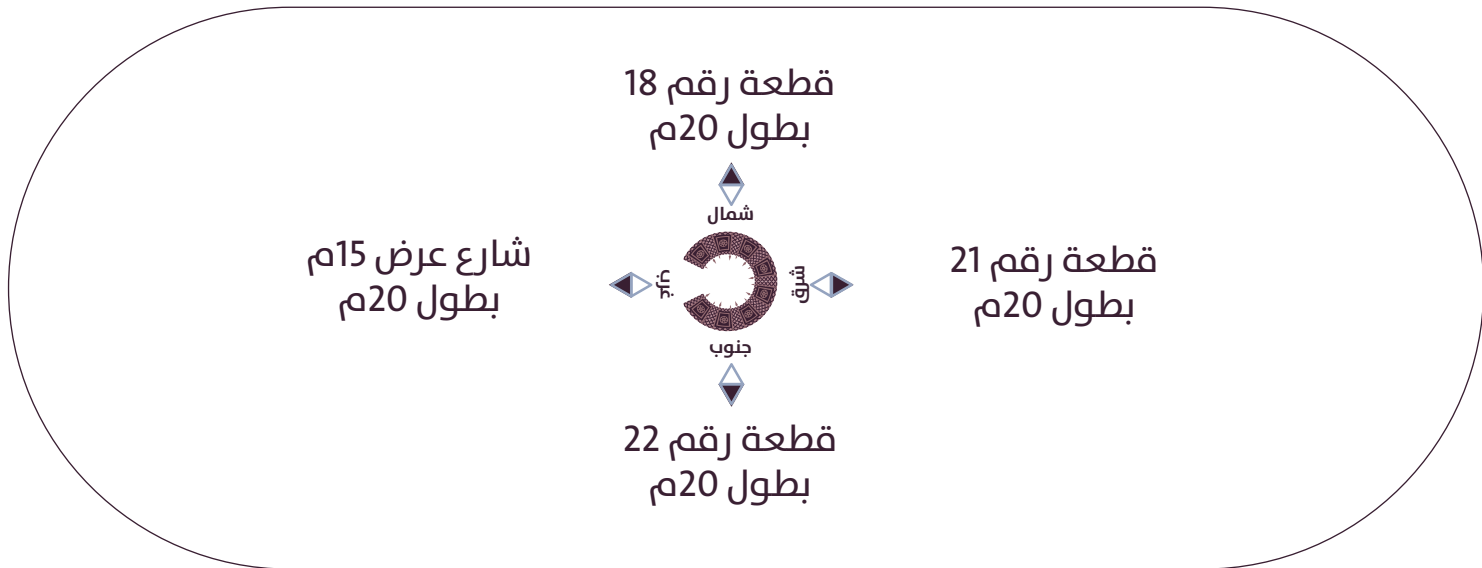 قطعة رقم 18
بطول 20م
شمال
شارع عرض 15م
بطول 20م
غرب
شرق
قطعة رقم 21
بطول 20م
جنوب
قطعة رقم 22
بطول 20م